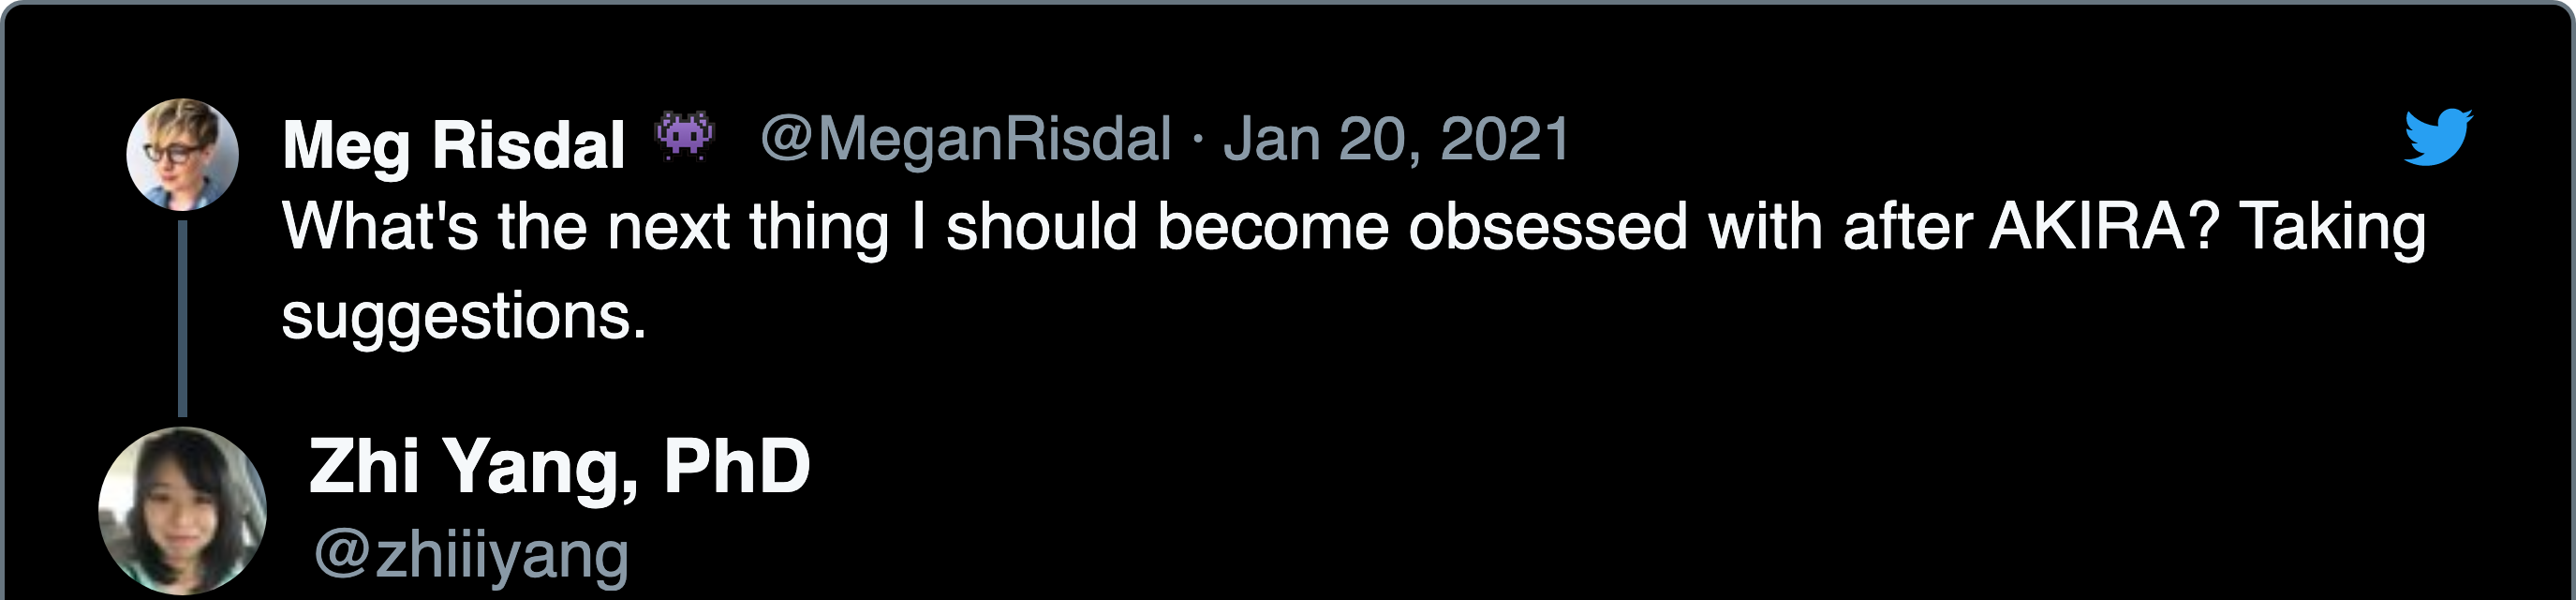 Meg Risdal 👾 @MeganRisdal · Jan 20, 2021
What's the next thing I should become obsessed with after AKIRA? Taking
suggestions.
Zhi Yang, PhD
@zhiiiyang